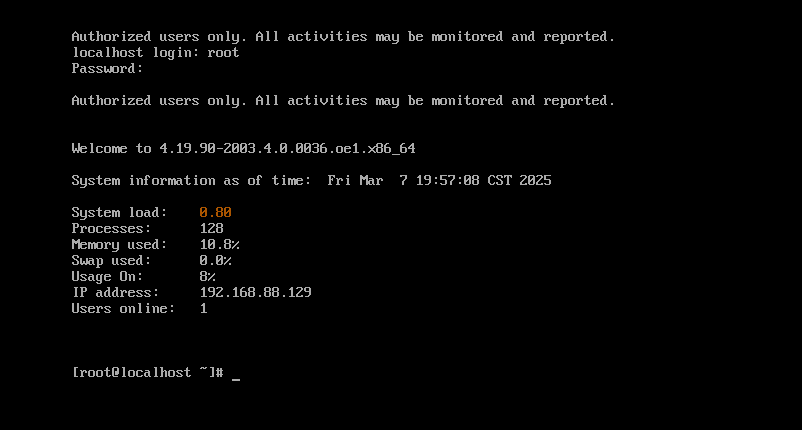 Authorized users only. All activities may be monitored and reported.
localhost login: root
Password:
Authorized users only. All activities may be monitored and reported.
Welcome to 4.19.90-2003.4.0.0036.oe1.x86_64
System information as of time:  Fri Mar  7 19:57:08 CST 2025
System load:    0.80
Processes:      128
Memory used:    10.8%
Swap used:      0.0%
Usage On:       8%
IP address:     192.168.88.129
Users online:   1
[root@localhost ~]# _